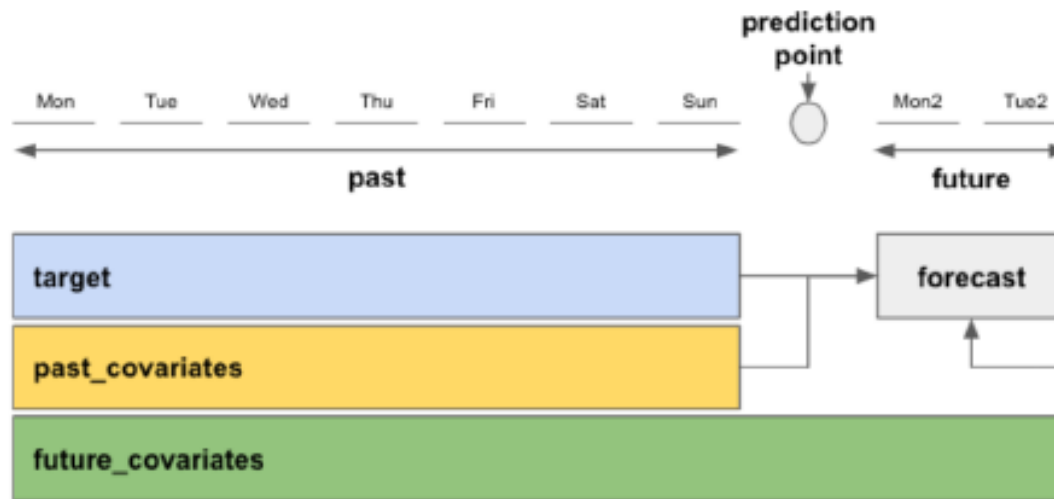 prediction
point
Mon Tue Wed Thu Fri Sat Sun Mon2 Tue2
past future
target forecast
past_covariates
future_covariates